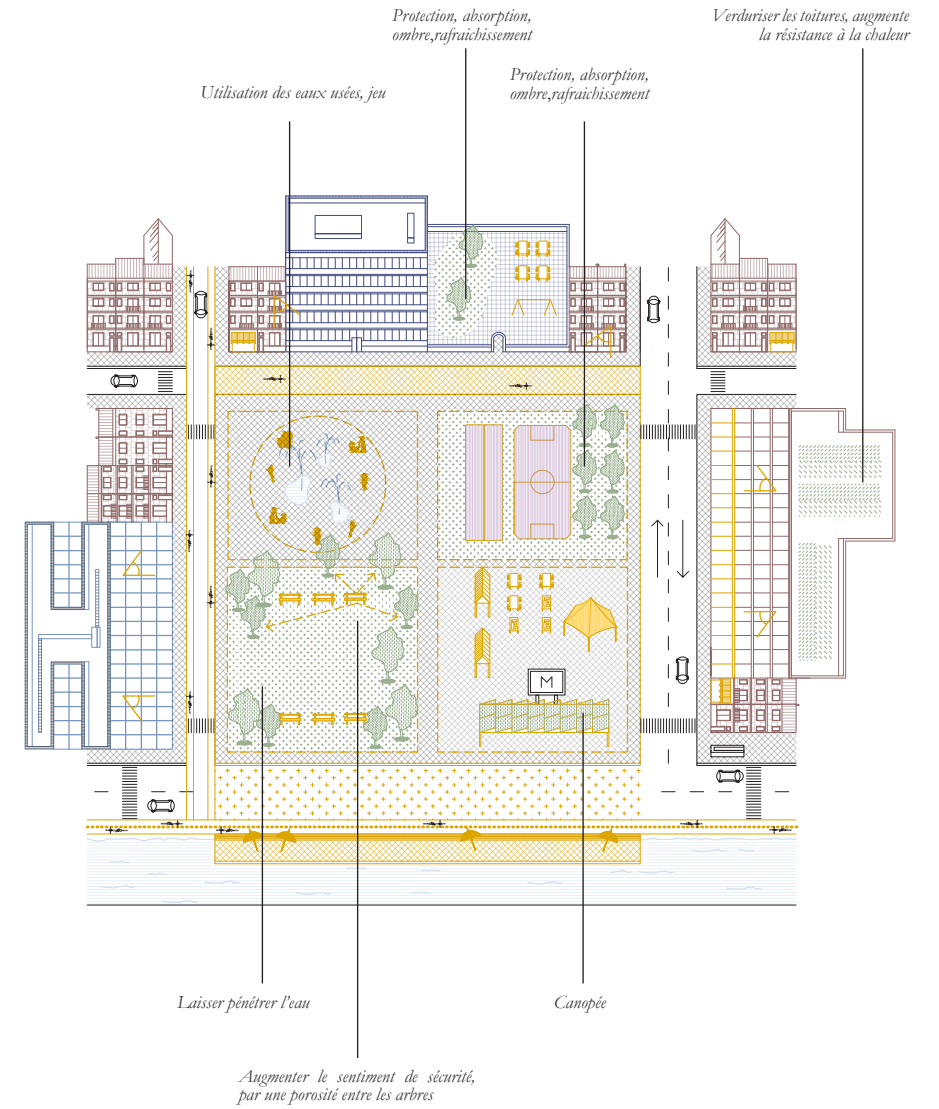 Protection, absorption,
ombre,rafraichissement
Verduriser les toitures, augmente
la résistance à la chaleur
Protection, absorption,
ombre,rafraichissement
Utilisation des eaux usées, jeu
M
Laisser pénétrer l'eau
Canopée
Augmenter le sentiment de sécurité,
par une porosité entre les arbres